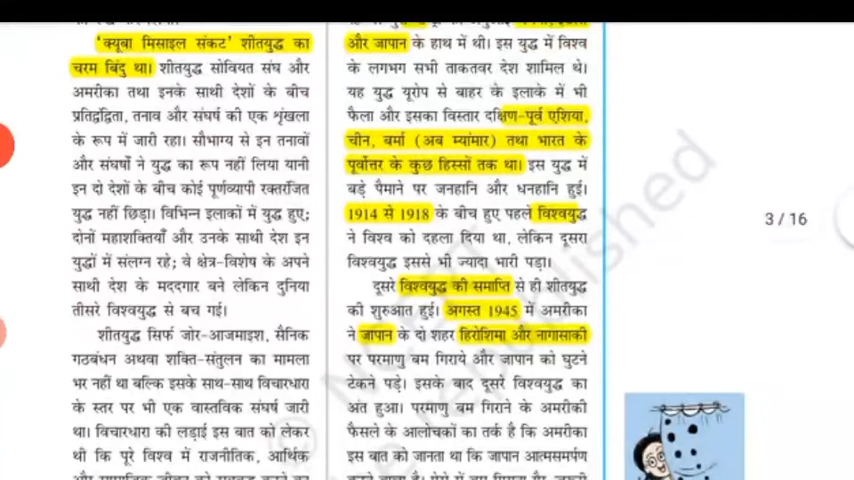 'क्यूबा मिसाइल संकट' शीतयुद्ध का
चरम बिंदु था। शीतयुद्ध सोवियत संघ और
अमरीका तथा इनके साथी देशों के बीच
प्रतिद्वंद्विता, तनाव और संघर्ष की एक शृंखला
के रूप में जारी रहा। सौभाग्य से इन तनावों
और संघर्षों ने युद्ध का रूप नहीं लिया यानी
इन दो देशों के बीच कोई पूर्णव्यापी रक्तरंजित
युद्ध नहीं छिड़ा। विभिन्न इलाकों में युद्ध हुए;
दोनों महाशक्तियाँ और उनके साथी देश इन
युद्धों में संलग्न रहे; वे क्षेत्र-विशेष के अपने
साथी देश के मददगार बने लेकिन दुनिया
तीसरे विश्वयुद्ध से बच गई।
शीतयुद्ध सिर्फ जोर-आजमाइश, सैनिक
गठबंधन अथवा शक्ति-संतुलन का मामला
भर नहीं था बल्कि इसके साथ-साथ विचारधारा
के स्तर पर भी एक वास्तविक संघर्ष जारी
था। विचारधारा की लड़ाई इस बात को लेकर
थी कि पूरे विश्व में राजनीतिक, आर्थिक
और जापान के हाथ में थी। इस युद्ध में विश्व
के लगभग सभी ताकतवर देश शामिल थे।
यह युद्ध यूरोप से बाहर के इलाके में भी
फैला और इसका विस्तार दक्षिण-पूर्व एशिया,
चीन, बर्मा (अब म्यांमार) तथा भारत के
पूर्वोत्तर के कुछ हिस्सों तक था। इस युद्ध में
बड़े पैमाने पर जनहानि और धनहानि हुई।
1914 से 1918 के बीच हुए पहले विश्वयुद्ध
ने विश्व को दहला दिया था, लेकिन दूसरा
विश्वयुद्ध इससे भी ज्यादा भारी पड़ा।
दूसरे विश्वयुद्ध की समाप्ति से ही शीतयुद्ध
की शुरुआत हुई। अगस्त 1945 में अमरीका
ने जापान के दो शहर हिरोशिमा और नागासाकी
पर परमाणु बम गिराये और जापान को घुटने
टेकने पड़े। इसके बाद दूसरे विश्वयुद्ध का
अंत हुआ। परमाणु बम गिराने के अमरीकी
फैसले के आलोचकों का तर्क है कि अमरीका
इस बात को जानता था कि जापान आत्मसमर्पण
3 / 16
republished